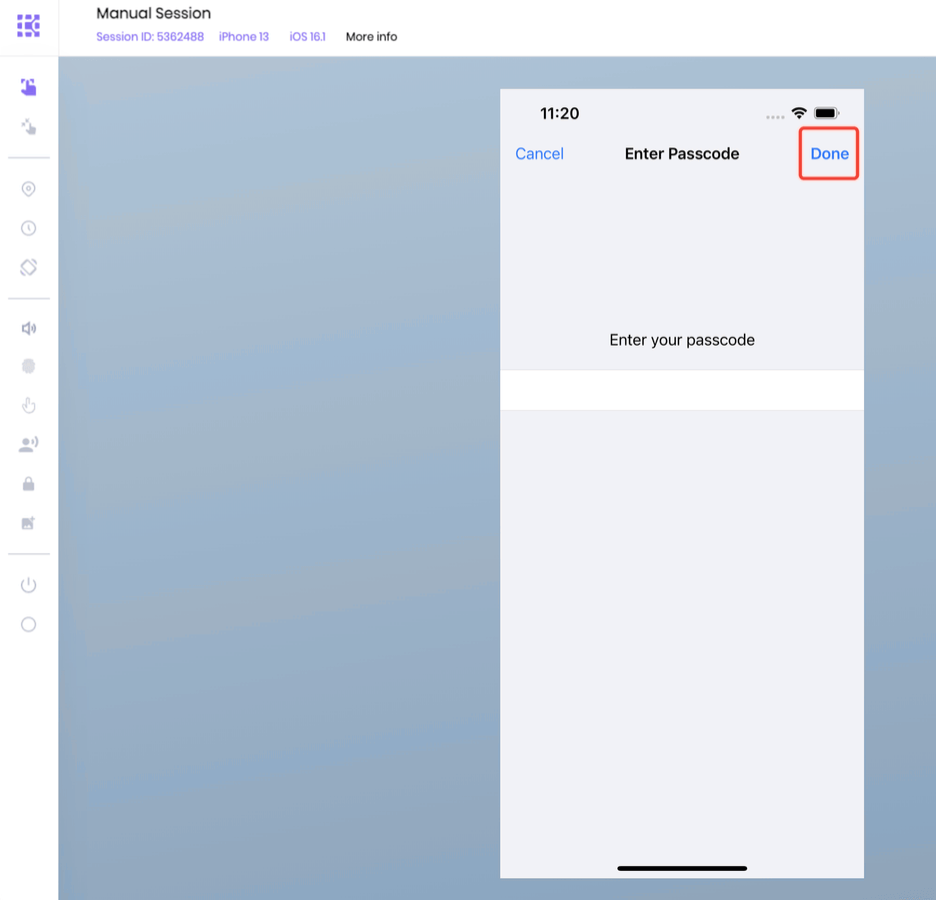 Manual Session
Session ID: 5362488 iPhone 13 iOS 16.1 More info
11:20
Cancel Enter Passcode Done
Enter your passcode